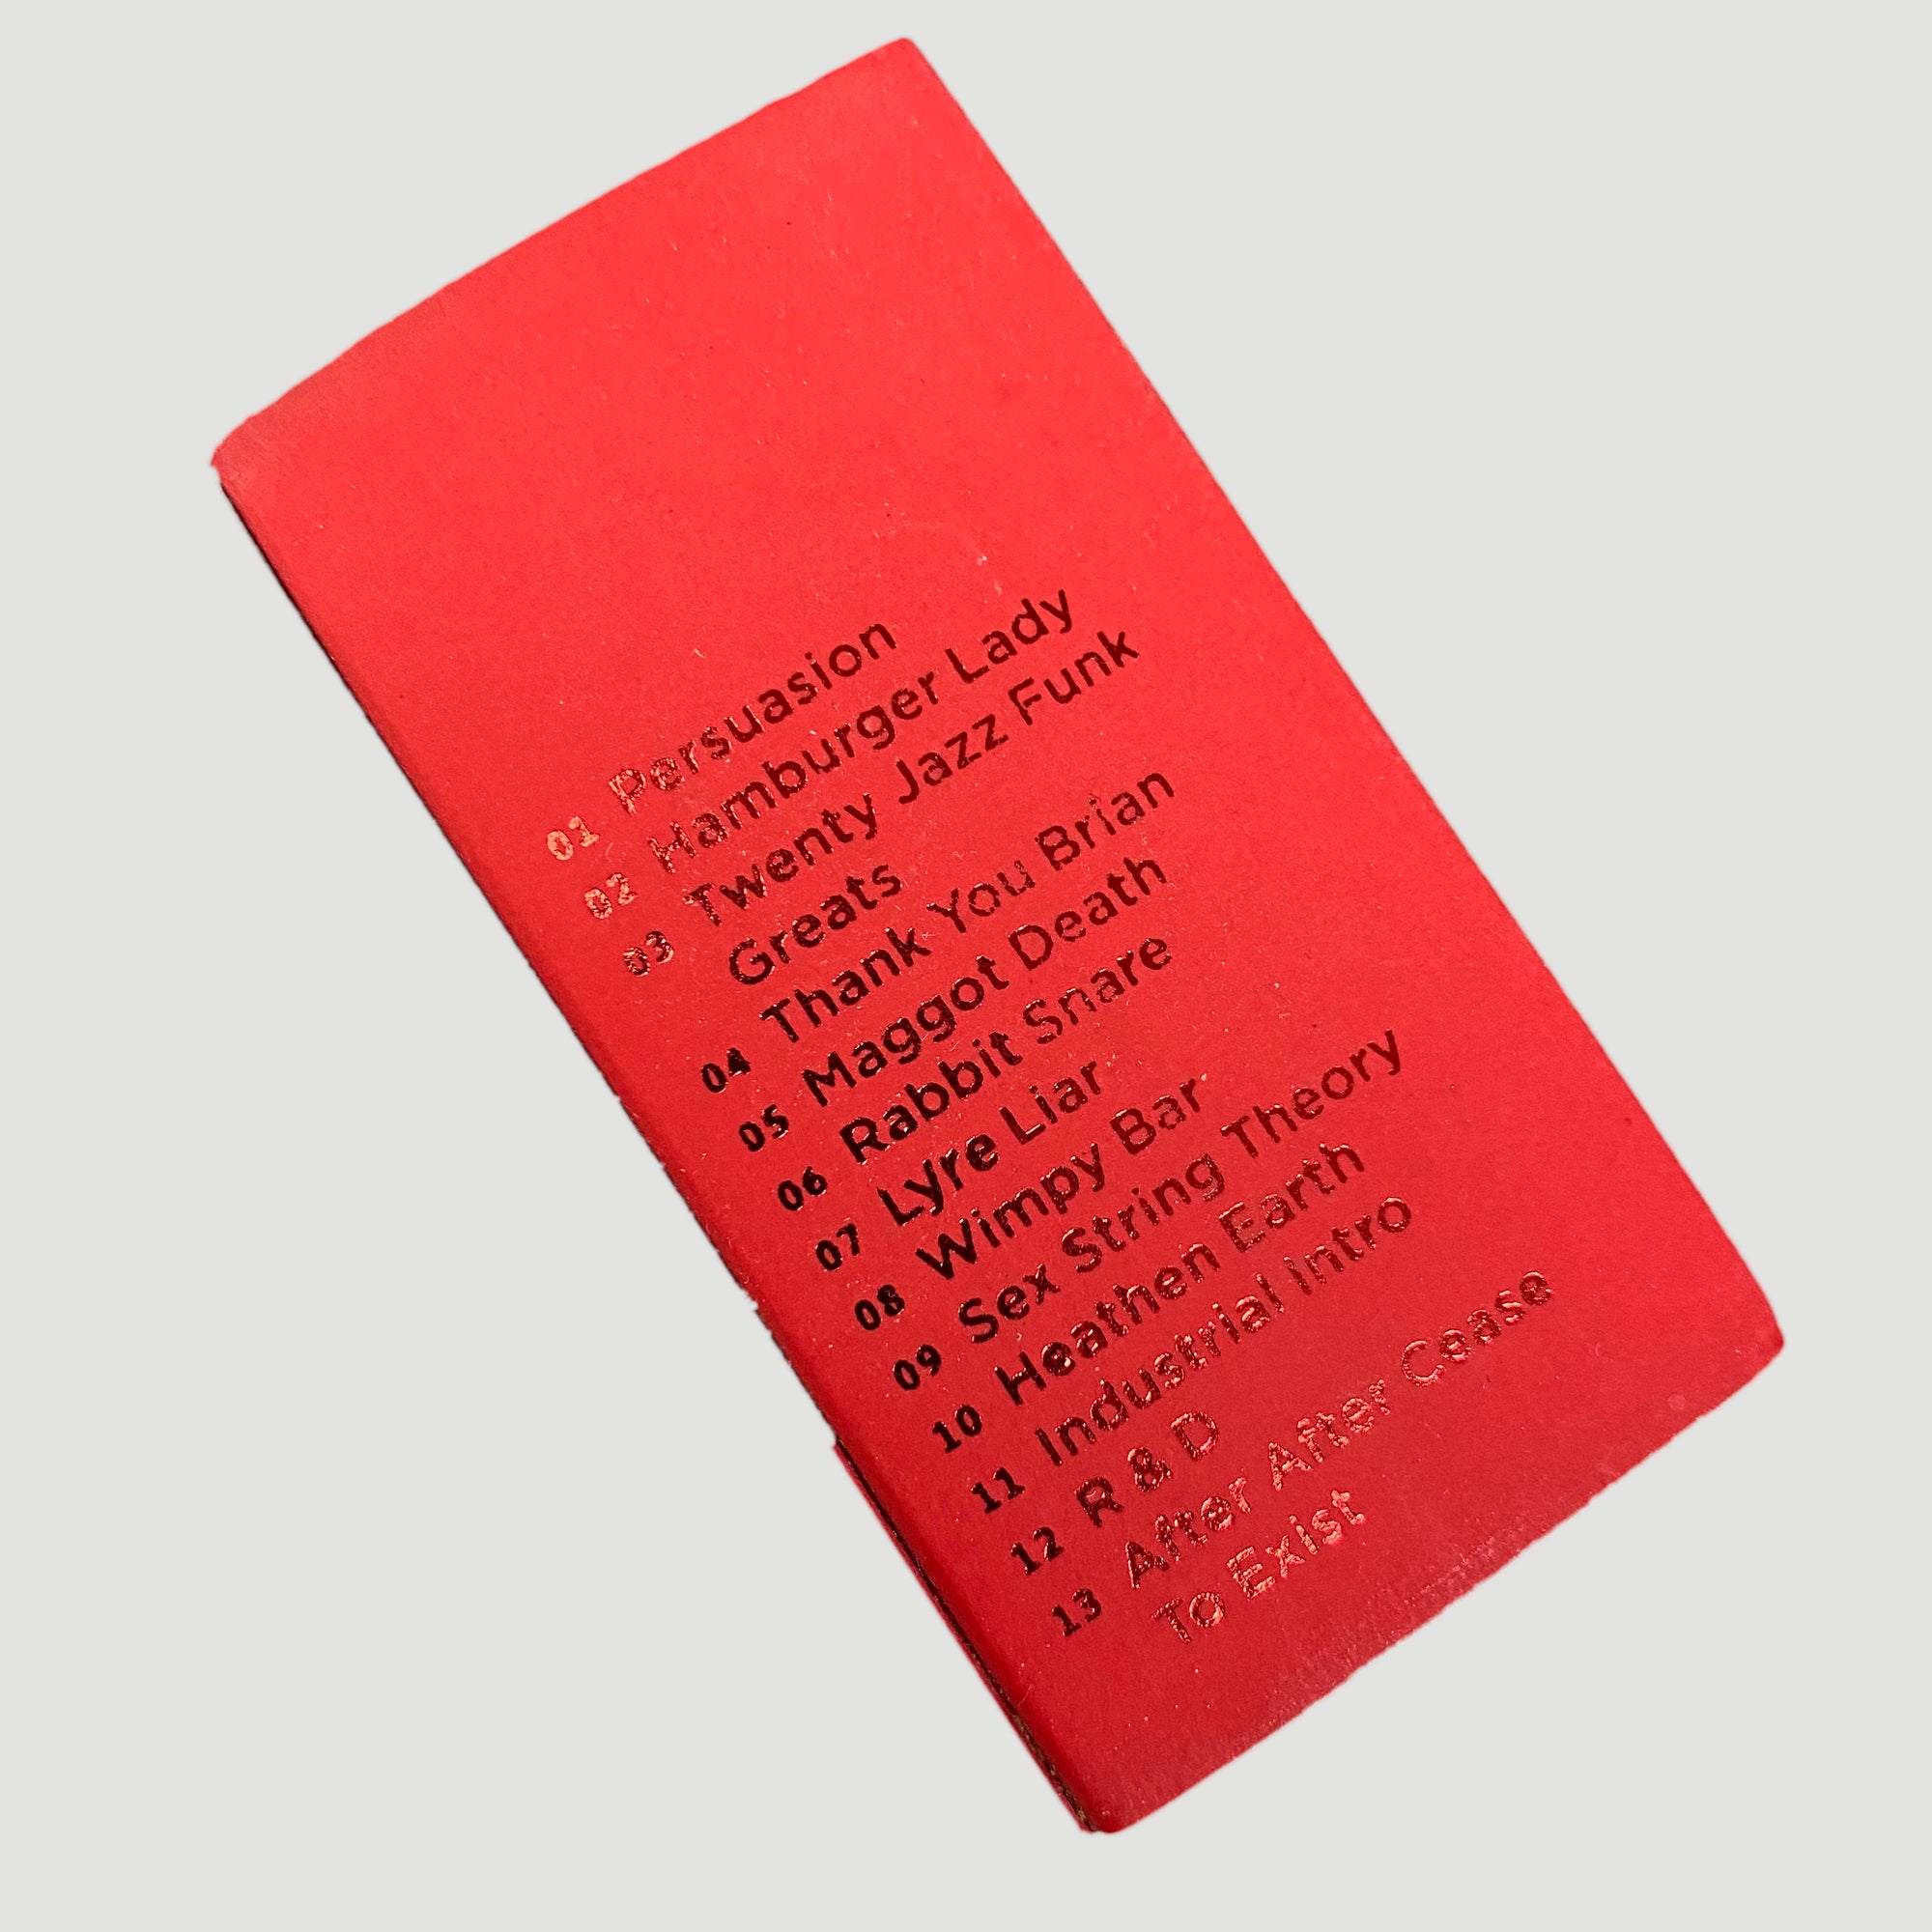 01 Persuasion
02 Hamburger Lady
03 Twenty Jazz Funk
Greats
04 Thank You Brian
05 Maggot Death
06 Rabbit Snare
07 Lyre Liar
08 Wimpy Bar
09 Sex String Theory
10 Heathen Earth
11 Industrial Intro
12 R & D
13 After After Cease
To Exist